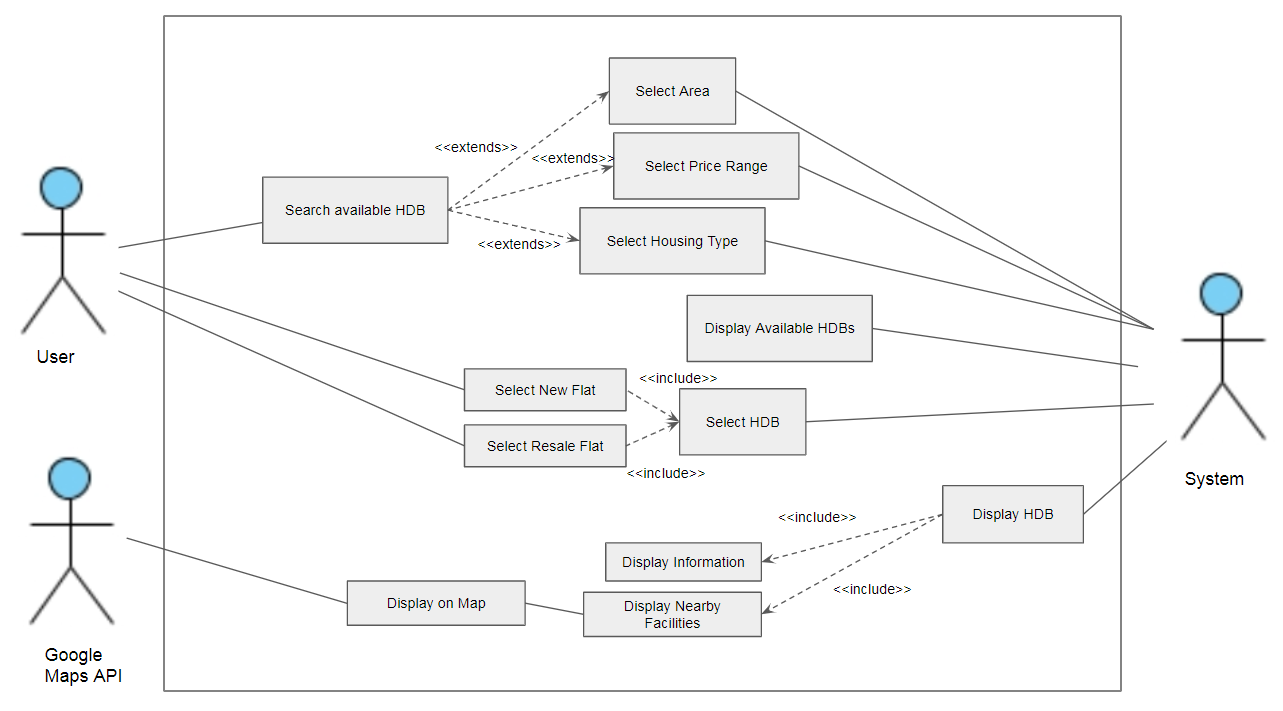 Select Area
<<extends>>
<<extends>>
Select Price Range
Search available HDB
<<extends>>
Select Housing Type
Display Available HDBs
User
<<include>>
Select New Flat
Select HDB
Select Resale Flat
<<include>>
System
Display HDB
<<include>>
Display Information
<<include>>
Display on Map
Display Nearby
Facilities
Google
Maps API